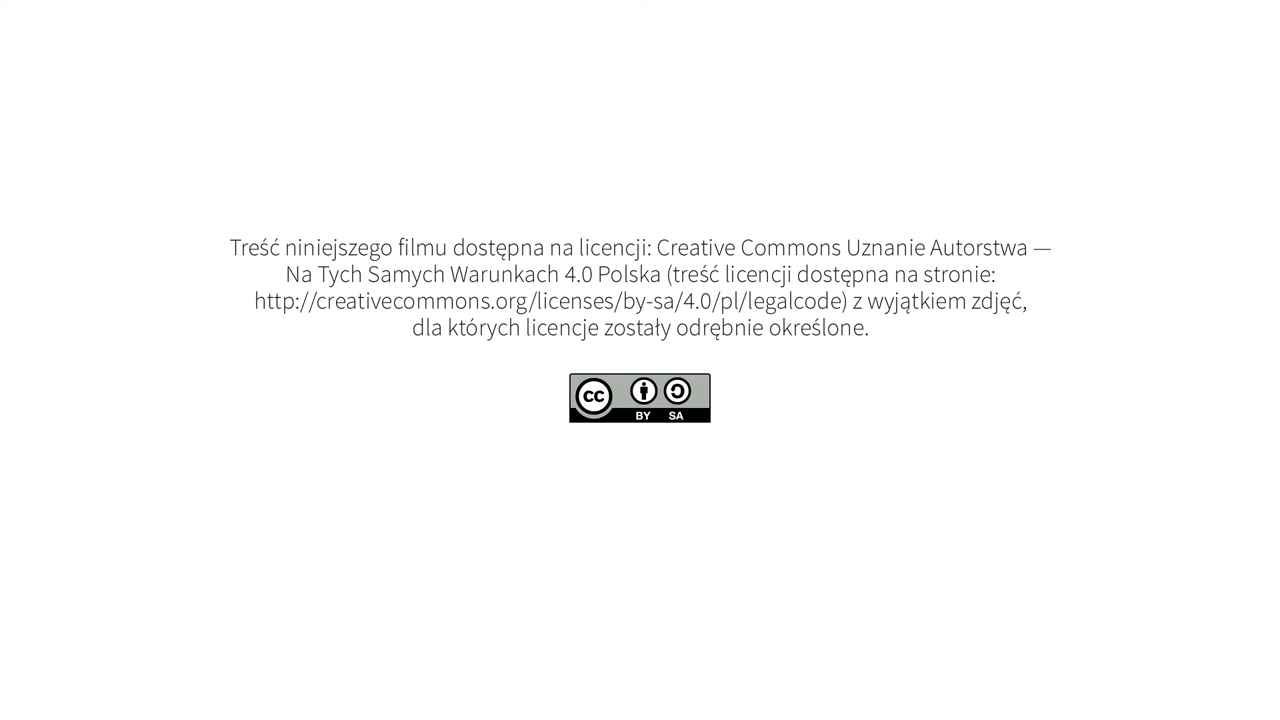 Treść niniejszego filmu dostępna na licencji: Creative Commons Uznanie Autorstwa —
Na Tych Samych Warunkach 4.0 Polska (treść licencji dostępna na stronie:
http://creativecommons.org/licenses/by-sa/4.0/pl/legalcode) z wyjątkiem zdjęć,
dla których licencje zostały odrębnie określone.
cc
BY SA